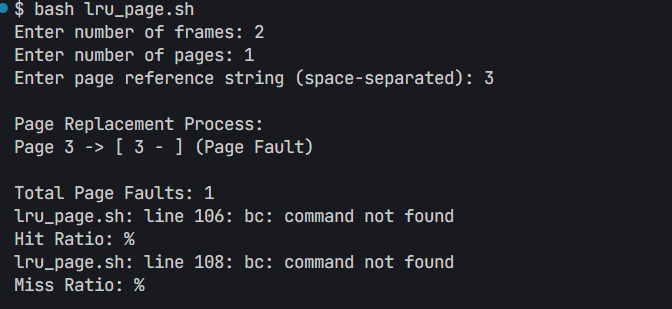 $ bash lru_page.sh
Enter number of frames: 2
Enter number of pages: 1
Enter page reference string (space-separated): 3
Page Replacement Process:
Page 3 -> [ 3 - ] (Page Fault)
Total Page Faults: 1
lru_page.sh: line 106: bc: command not found
Hit Ratio: %
lru_page.sh: line 108: bc: command not found
Miss Ratio: %